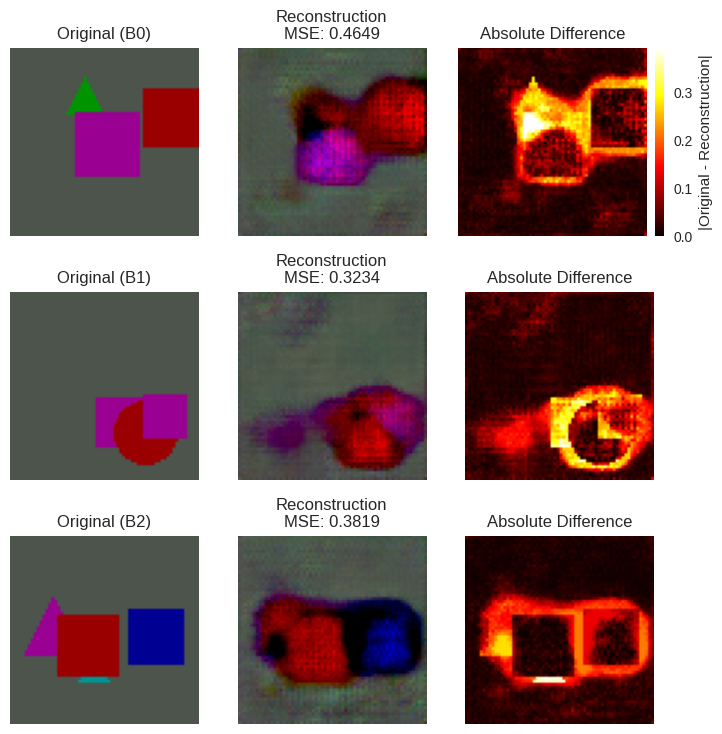 Original (B0)
Reconstruction
MSE: 0.4649
Absolute Difference
0.3
0.2
0.1
0.0
|Original - Reconstruction|
Original (B1)
Reconstruction
MSE: 0.3234
Absolute Difference
Original (B2)
Reconstruction
MSE: 0.3819
Absolute Difference